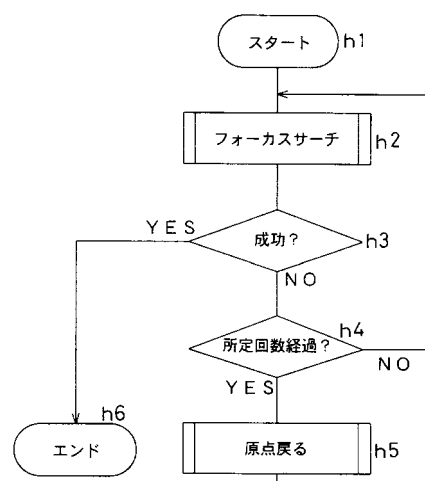 スタート h1
フォーカスサーチ h2
YES 成功? h3
NO
h4
所定回数経過?
NO
YES
h6
エンド 原点戻る h5